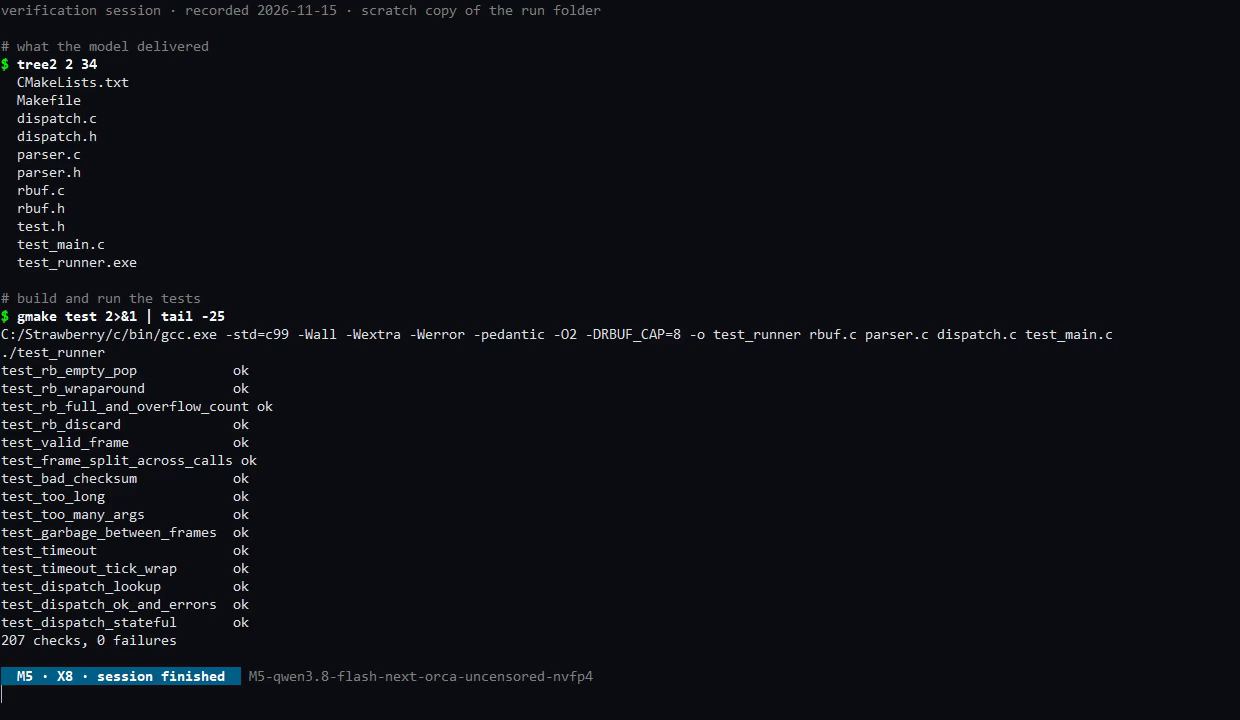 verification session · recorded 2026-11-15 · scratch copy of the run folder
# what the model delivered
$ tree2 2 34
CMakeLists.txt
Makefile
dispatch.c
dispatch.h
parser.c
parser.h
rbuf.c
rbuf.h
test.h
test_main.c
test_runner.exe
# build and run the tests
$ gmake test 2>&1 | tail -25
C:/Strawberry/c/bin/gcc.exe -std=c99 -Wall -Wextra -Werror -pedantic -O2 -DRBUF_CAP=8 -o test_runner rbuf.c parser.c dispatch.c test_main.c
./test_runner
test_rb_empty_pop            ok
test_rb_wraparound           ok
test_rb_full_and_overflow_count ok
test_rb_discard              ok
test_valid_frame             ok
test_frame_split_across_calls ok
test_bad_checksum            ok
test_too_long                ok
test_too_many_args           ok
test_garbage_between_frames  ok
test_timeout                 ok
test_timeout_tick_wrap       ok
test_dispatch_lookup         ok
test_dispatch_ok_and_errors  ok
test_dispatch_stateful       ok
207 checks, 0 failures
M5 · X8 · session finished M5-qwen3.8-flash-next-orca-uncensored-nvfp4